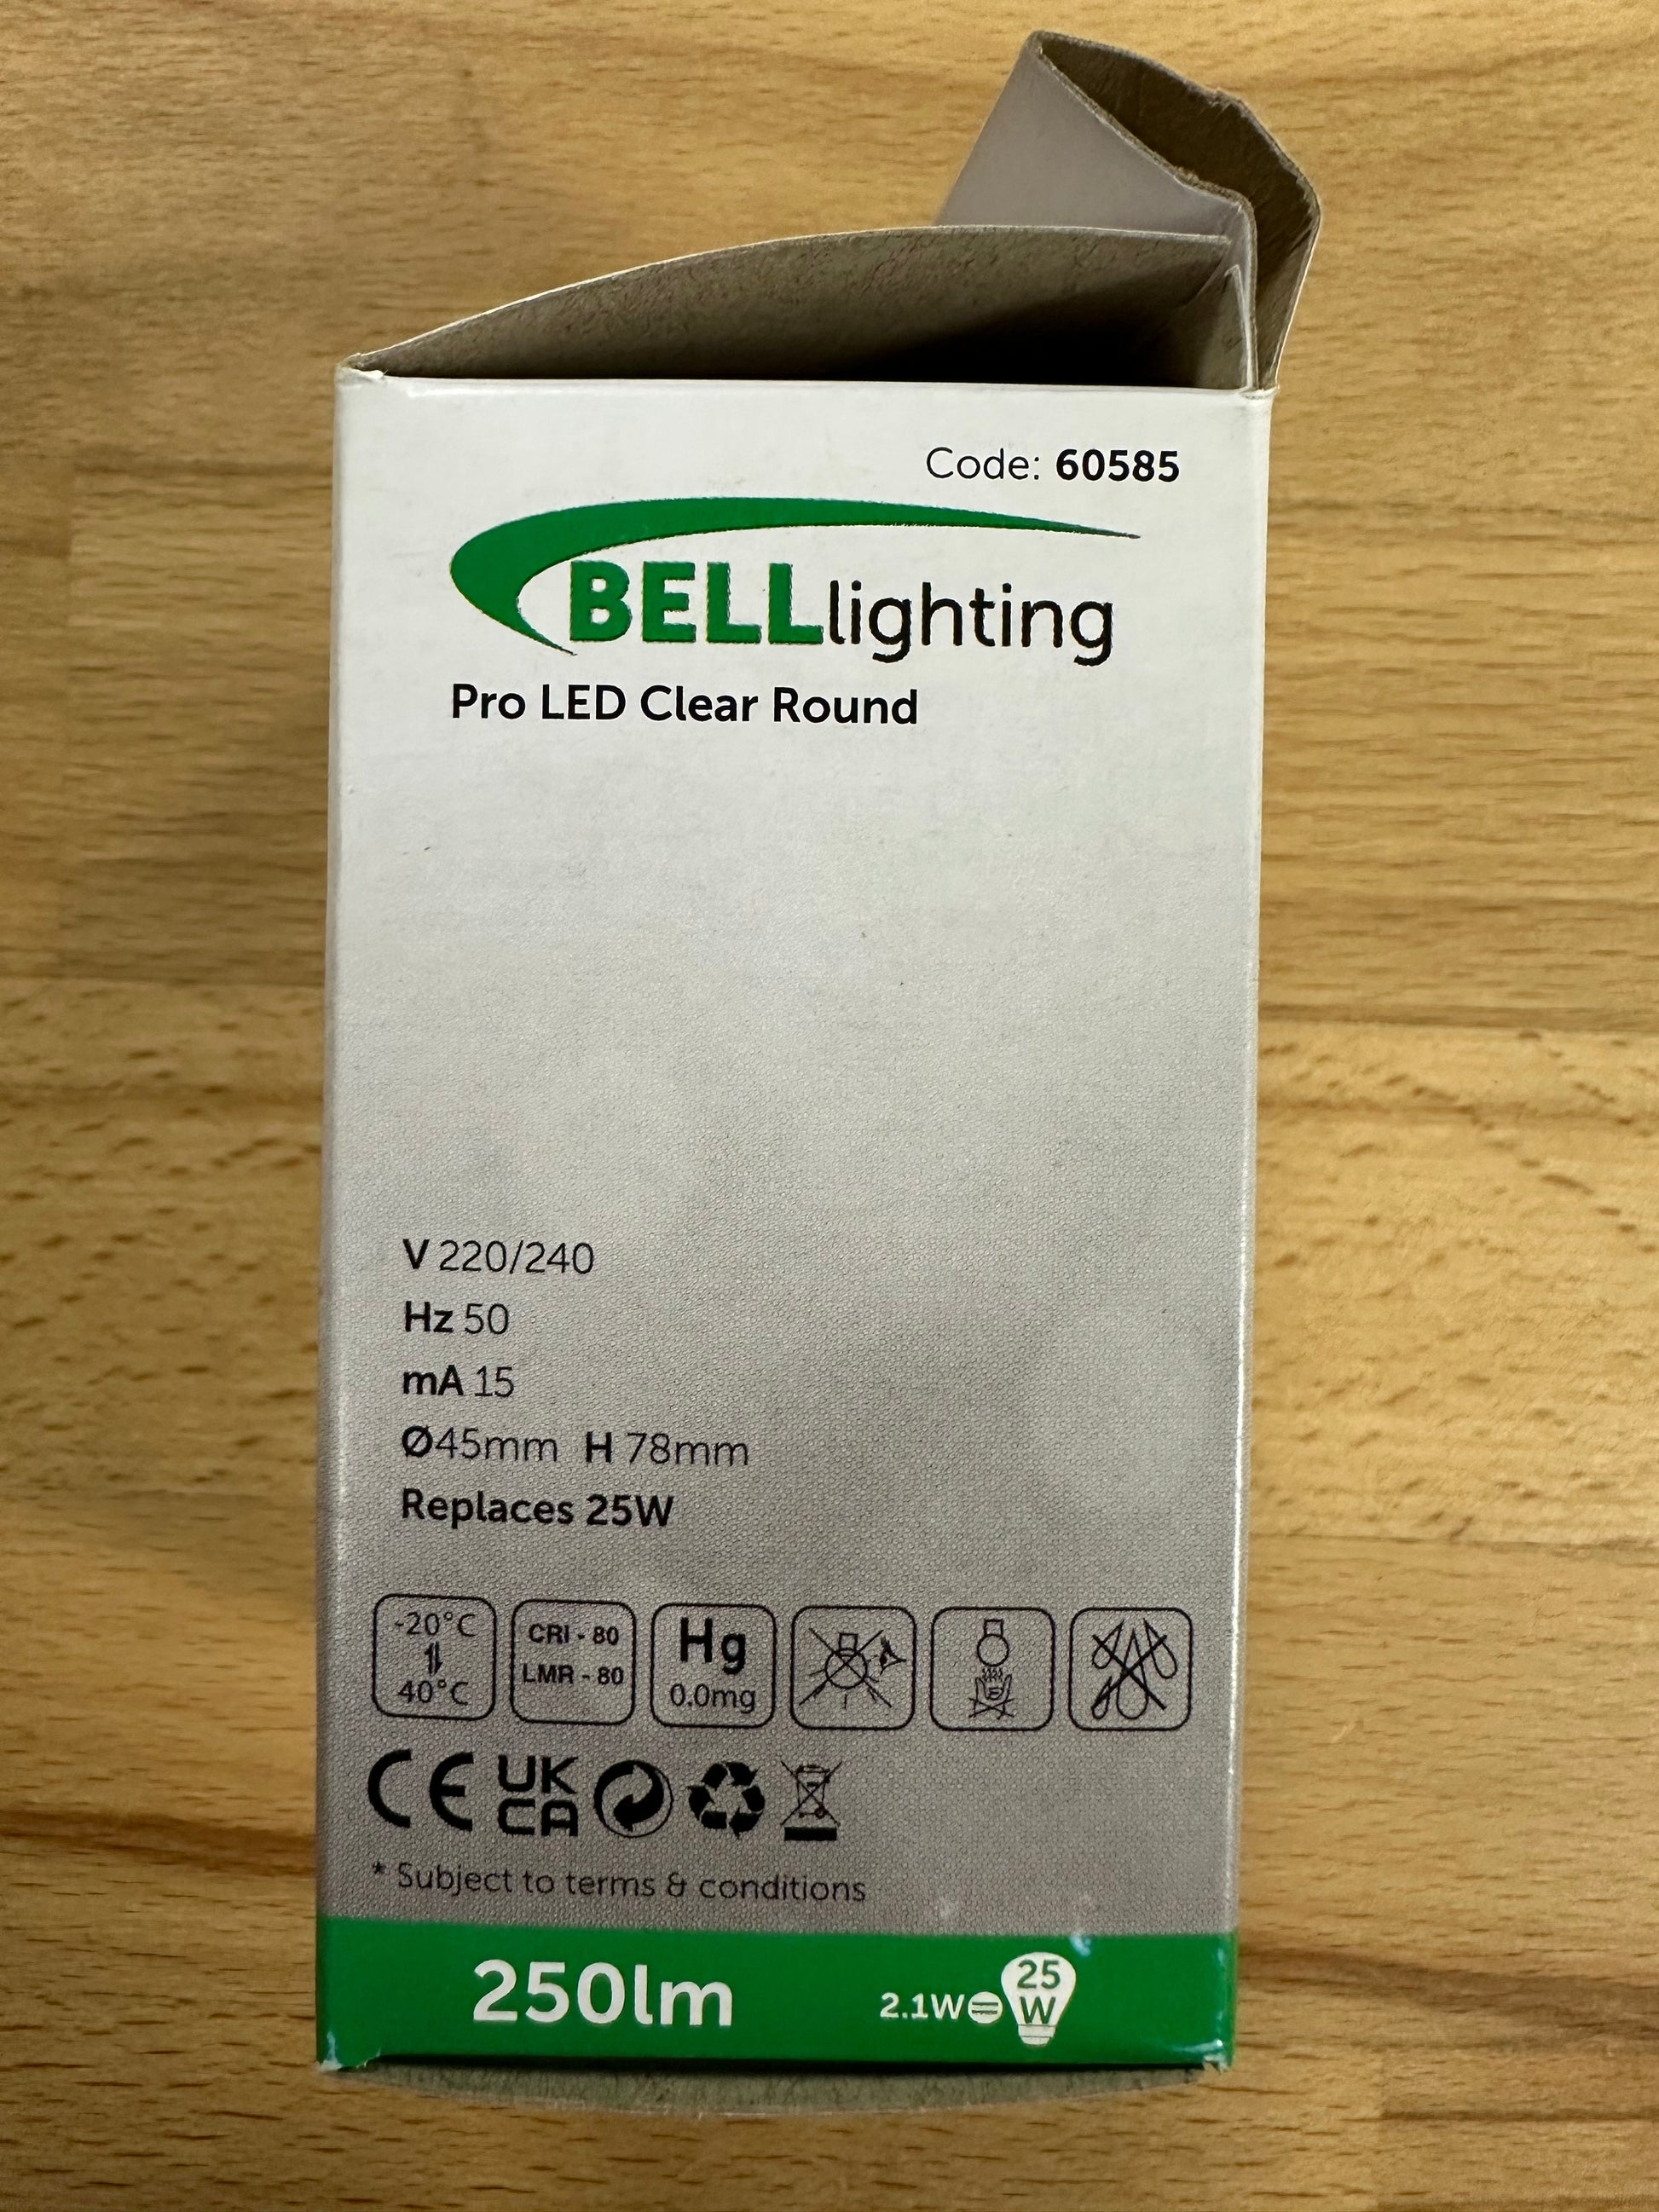 Code: 60585
BELLlighting
Pro LED Clear Round
V 220/240
Hz 50
mA 15
Ø45mm H 78mm
Replaces 25W
-20°C
40°C
CRI - 80
LMR - 80
Hg
0.0mg
CE
UK
CA
* Subject to terms & conditions
250lm
2.1W=
25
W